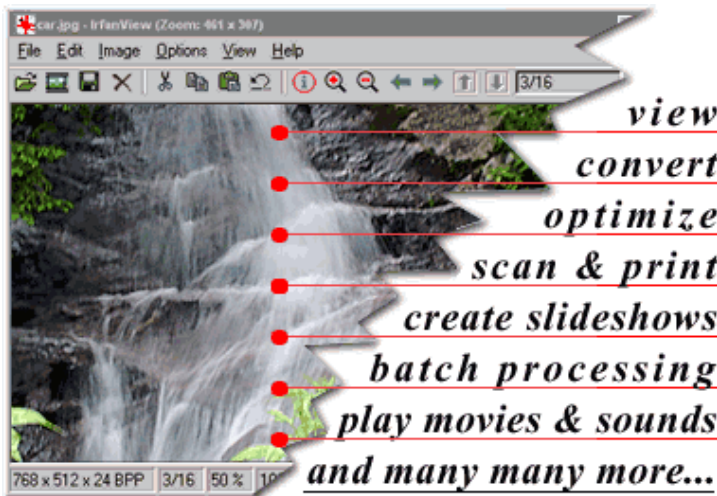 car.jpg - IrfanView (Zoom: 461 x 307)
File Edit Image Options View Help
3/16
view
convert
optimize
scan & print
create slideshows
batch processing
play movies & sounds
and many many more...
768 x 512 x 24 BPP 3/16 50 %